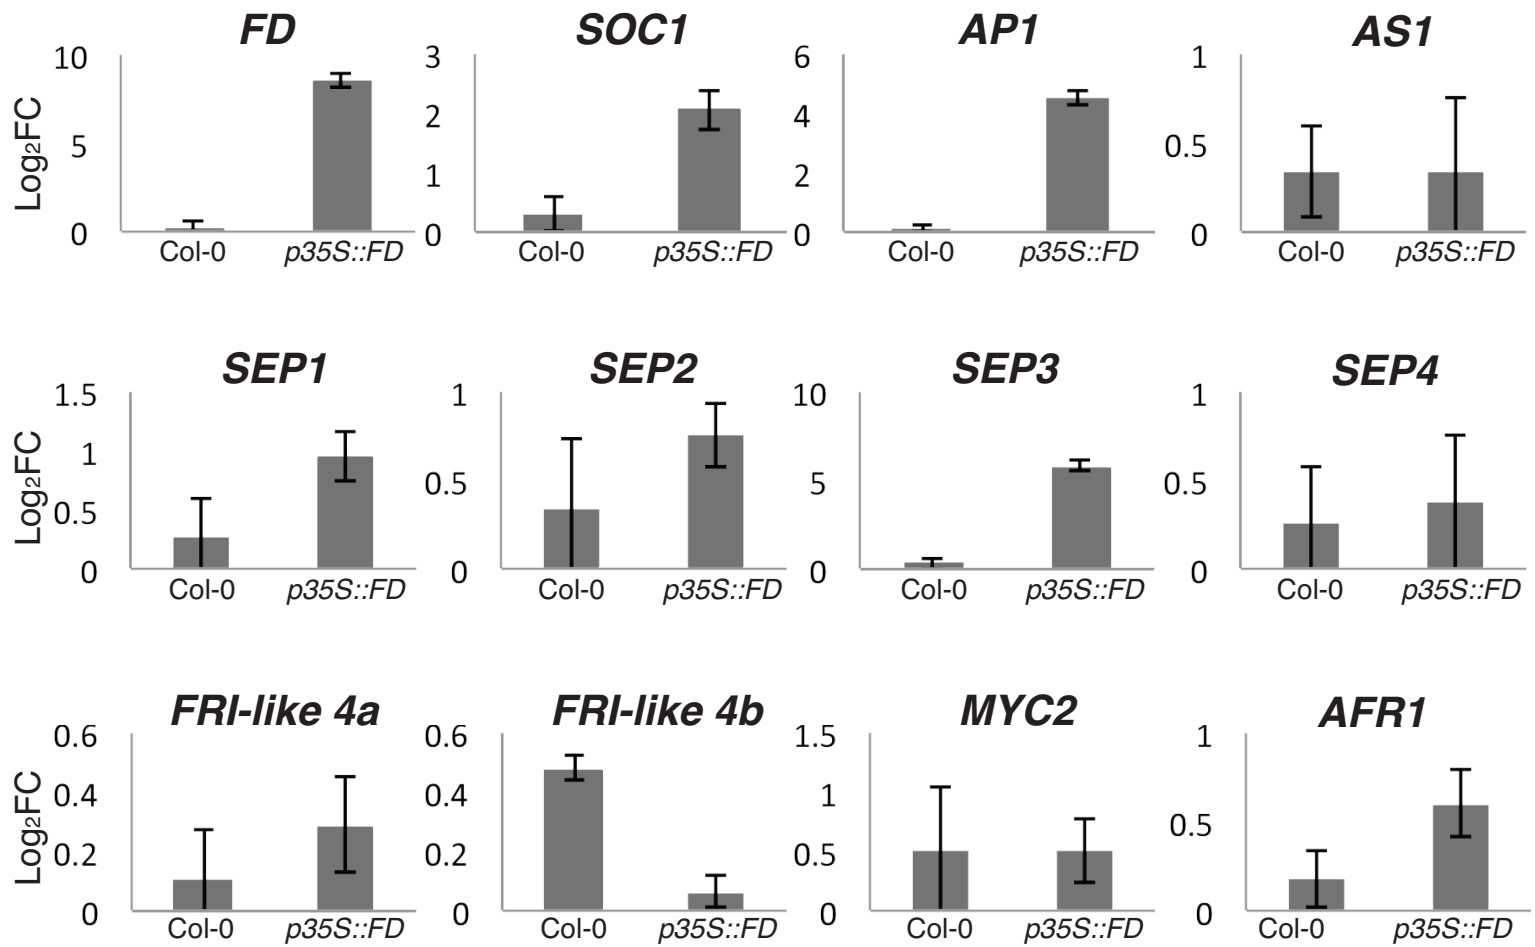 FD SOC1 AP1 AS1
Log₂FC
10 5 0
3 2 1 0
6 4 2 0
1 0.5 0
Col-0 p35S::FD Col-0 p35S::FD Col-0 p35S::FD Col-0 p35S::FD
SEP1 SEP2 SEP3 SEP4
Log₂FC
1.5 1 0.5 0
1 0.5 0
10 5 0
1 0.5 0
Col-0 p35S::FD Col-0 p35S::FD Col-0 p35S::FD Col-0 p35S::FD
FRI-like 4a FRI-like 4b MYC2 AFR1
Log₂FC
0.6 0.4 0.2 0
0.6 0.4 0.2 0
1.5 1 0.5 0
1 0.5 0
Col-0 p35S::FD Col-0 p35S::FD Col-0 p35S::FD Col-0 p35S::FD